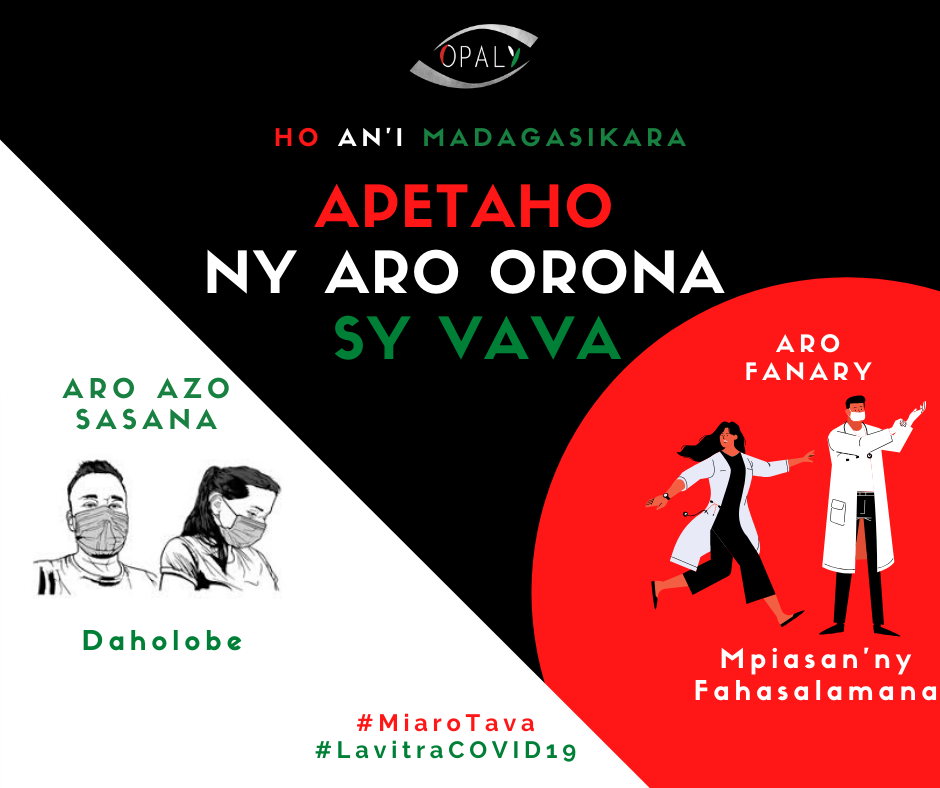 OPALY
HO AN'I MADAGASIKARA
APETAHO
NY ARO ORONA
SY VAVA
ARO AZO
SASANA
Daholobe
ARO
FANARY
Mpiasan'ny
Fahasalamana
#MiaroTava
#LavitraCOVID19